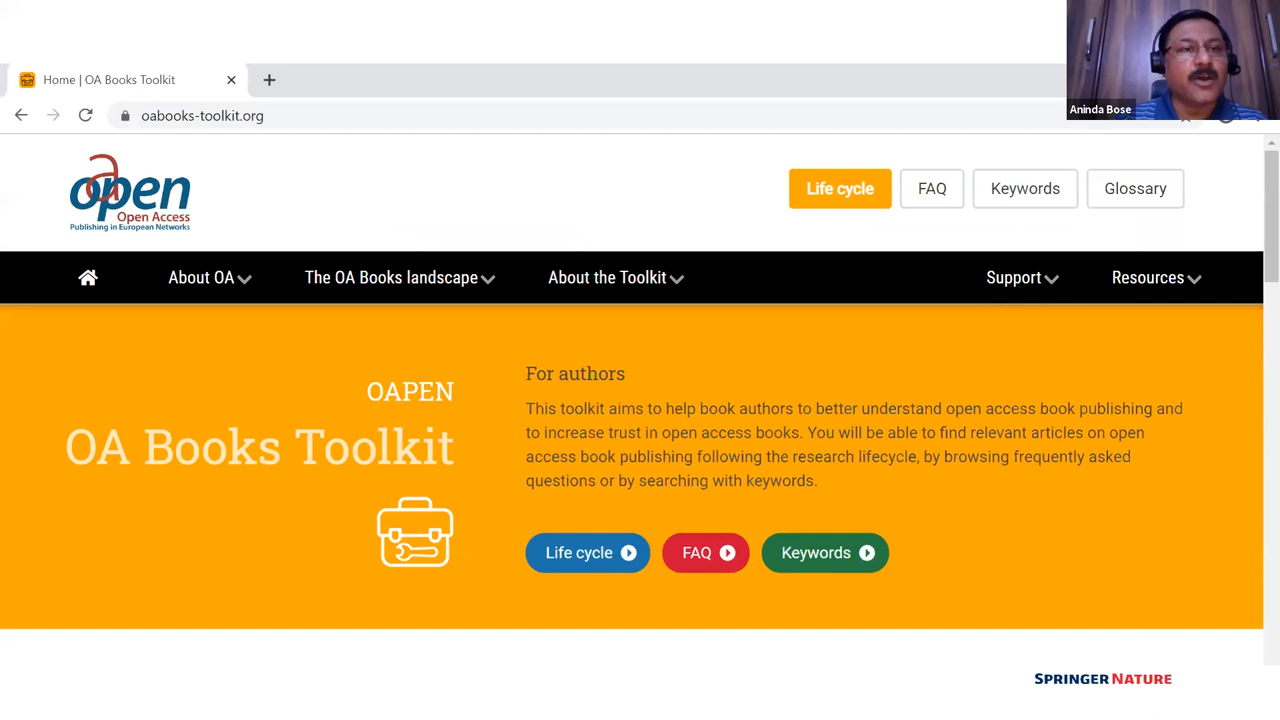 Home | OA Books Toolkit
oabooks-toolkit.org
Aninda Bose
oapen
Open Access
Publishing in European Networks
Life cycle
FAQ
Keywords
Glossary
About OA
The OA Books landscape
About the Toolkit
Support
Resources
OAPEN
OA Books Toolkit
For authors
This toolkit aims to help book authors to better understand open access book publishing and
to increase trust in open access books. You will be able to find relevant articles on open
access book publishing following the research lifecycle, by browsing frequently asked
questions or by searching with keywords.
Life cycle
FAQ
Keywords
SPRINGER NATURE